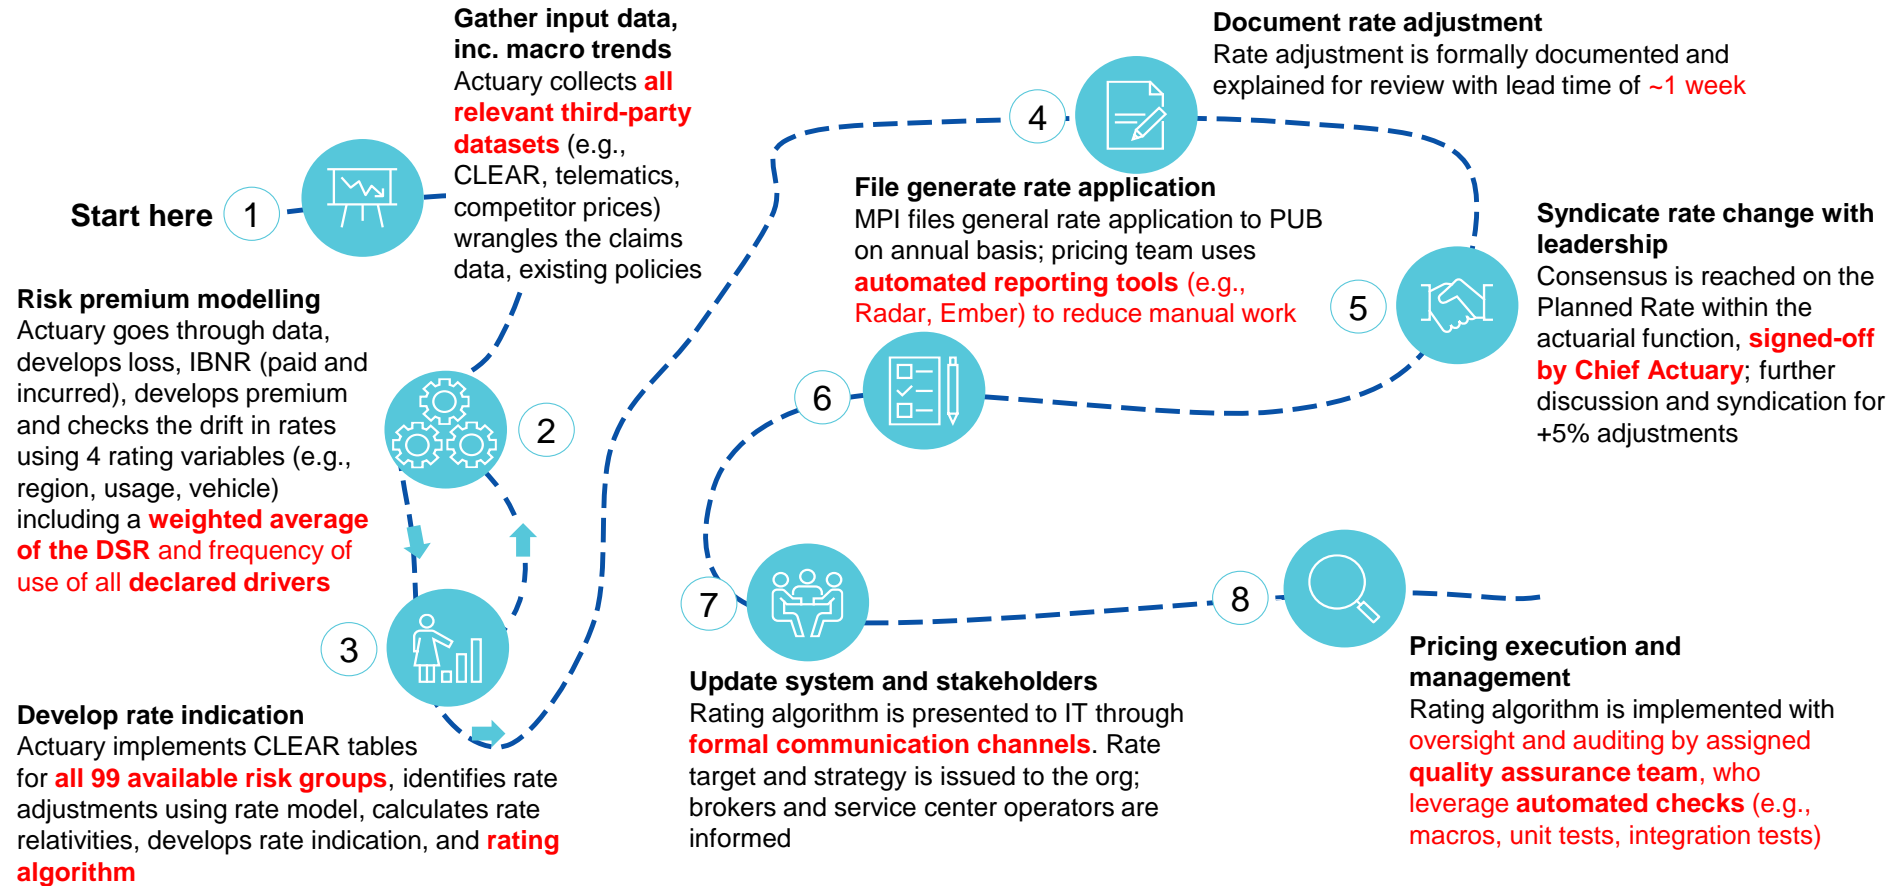 Start here
1
Gather input data,
inc. macro trends
Actuary collects all
relevant third-party
datasets (e.g.,
CLEAR, telematics,
competitor prices)
wrangles the claims
data, existing policies
2
Risk premium modelling
Actuary goes through data,
develops loss, IBNR (paid and
incurred), develops premium
and checks the drift in rates
using 4 rating variables (e.g.,
region, usage, vehicle)
including a weighted average
of the DSR and frequency of
use of all declared drivers
3
Develop rate indication
Actuary implements CLEAR tables
for all 99 available risk groups, identifies rate
adjustments using rate model, calculates rate
relativities, develops rate indication, and rating
algorithm
4
Document rate adjustment
Rate adjustment is formally documented and
explained for review with lead time of ~1 week
5
Syndicate rate change with
leadership
Consensus is reached on the
Planned Rate within the
actuarial function, signed-off
by Chief Actuary; further
discussion and syndication for
+5% adjustments
6
File generate rate application
MPI files general rate application to PUB
on annual basis; pricing team uses
automated reporting tools (e.g.,
Radar, Ember) to reduce manual work
7
Update system and stakeholders
Rating algorithm is presented to IT through
formal communication channels. Rate
target and strategy is issued to the org;
brokers and service center operators are
informed
8
Pricing execution and
management
Rating algorithm is implemented with
oversight and auditing by assigned
quality assurance team, who
leverage automated checks (e.g.,
macros, unit tests, integration tests)